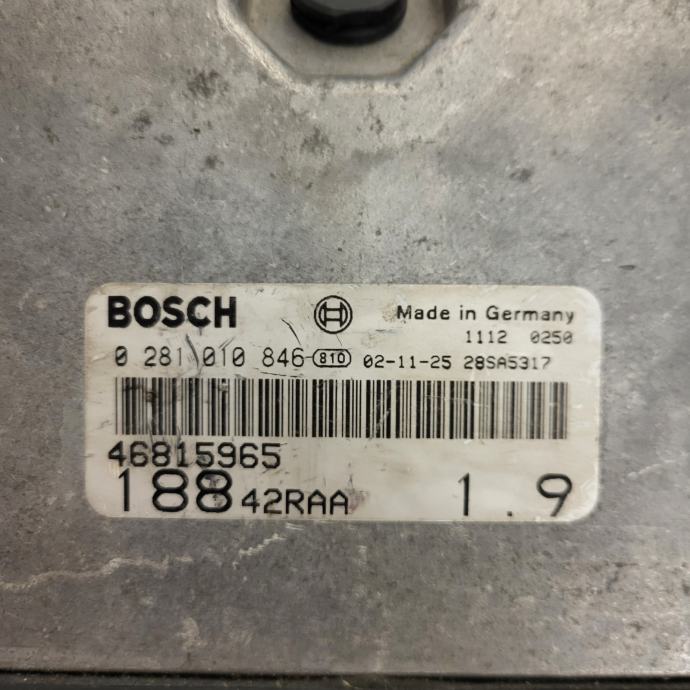 BOSCH Made in Germany
1112 0250
0 281 010 846 810 02-11-25 28SA5317
46815965
188 42RAA 1.9